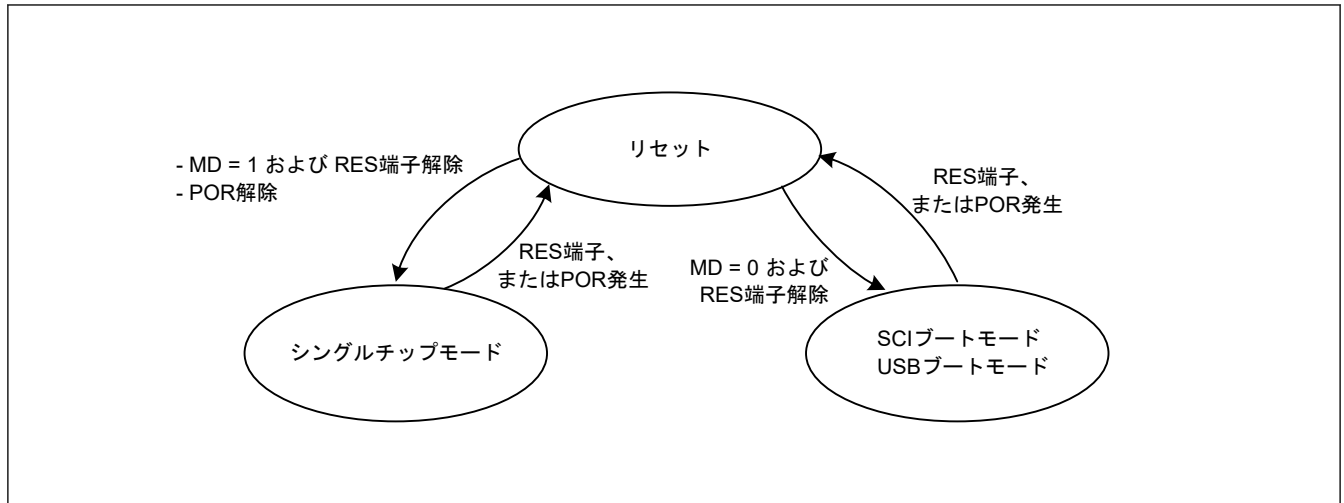 リセット
- MD = 1 および RES端子解除
- POR解除
RES端子、
またはPOR発生
RES端子、
またはPOR発生
MD = 0 および
RES端子解除
シングルチップモード
SCIブートモード
USBブートモード